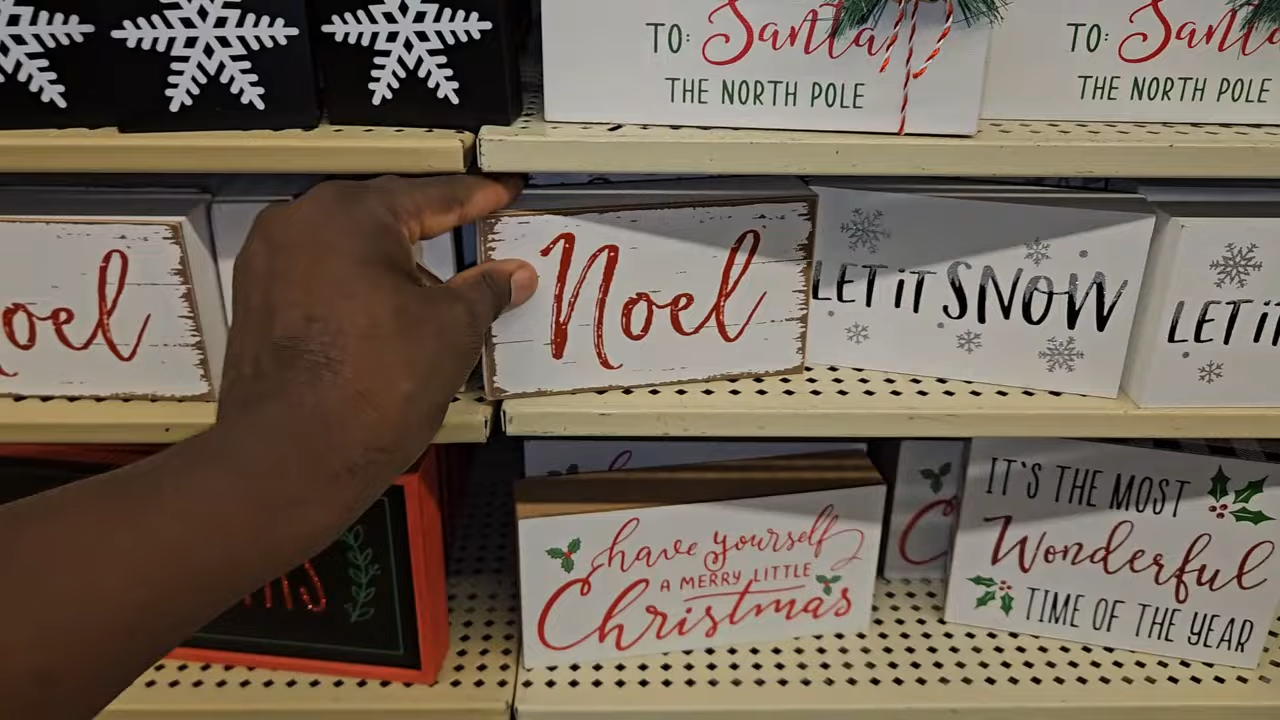 TO: Santa
THE NORTH POLE
TO: Santa
THE NORTH POLE
oel
Noel
LET iT SNOW
LET iT
have yourself
A MERRY LITTLE
Christmas
IT'S THE MOST
Wonderful
TIME OF THE YEAR